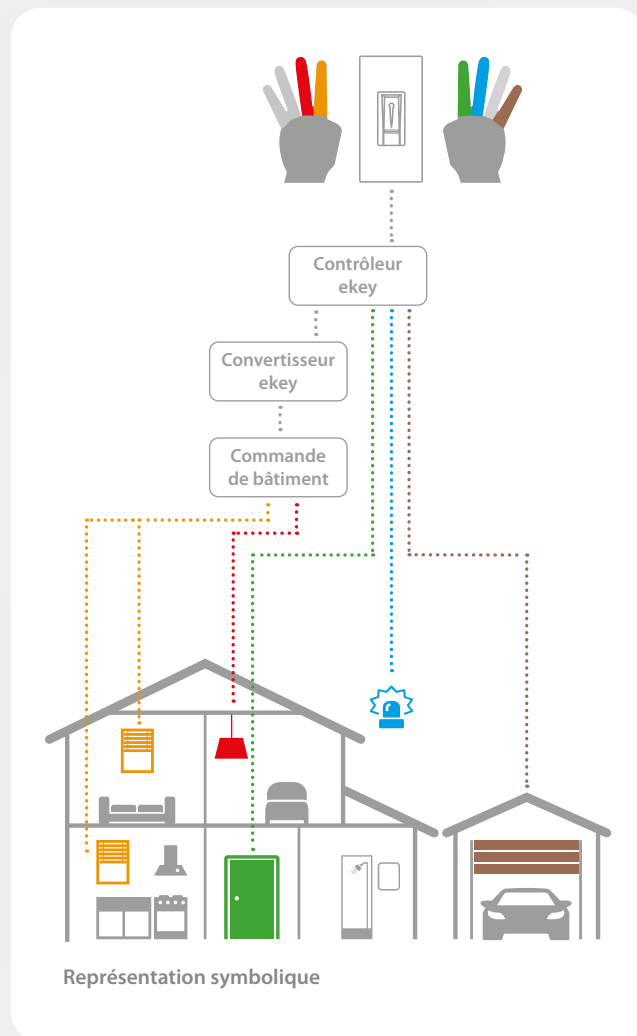 Contrôleur
ekey
Convertisseur
ekey
Commande
de bâtiment
Représentation symbolique